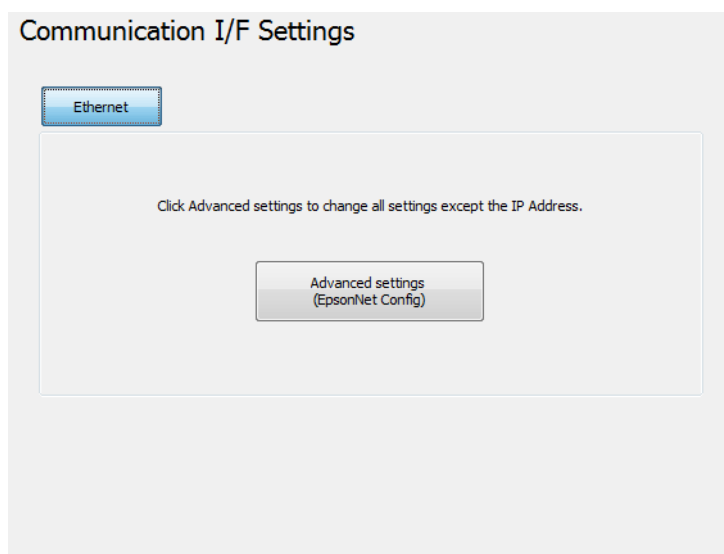 Communication I/F Settings
Ethernet
Click Advanced settings to change all settings except the IP Address.
Advanced settings
(EpsonNet Config)